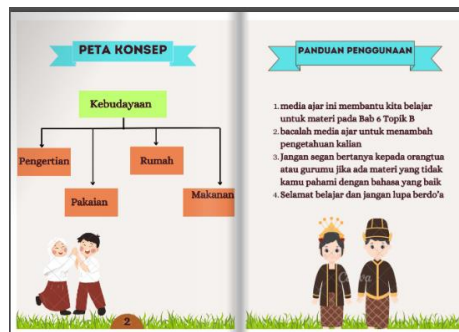 PETA KONSEP
Kebudayaan
Pengertian
Rumah
Pakaian
Makanan
2
PANDUAN PENGGUNAAN
1. media ajar ini membantu kita belajar
untuk materi pada Bab 6 Topik B
2. bacalah media ajar untuk menambah
pengetahuan kalian
3. Jangan segan bertanya kepada orangtua
atau gurumu jika ada materi yang tidak
kamu pahami dengan bahasa yang baik
4. Selamat belajar dan jangan lupa berdo'a
Canva